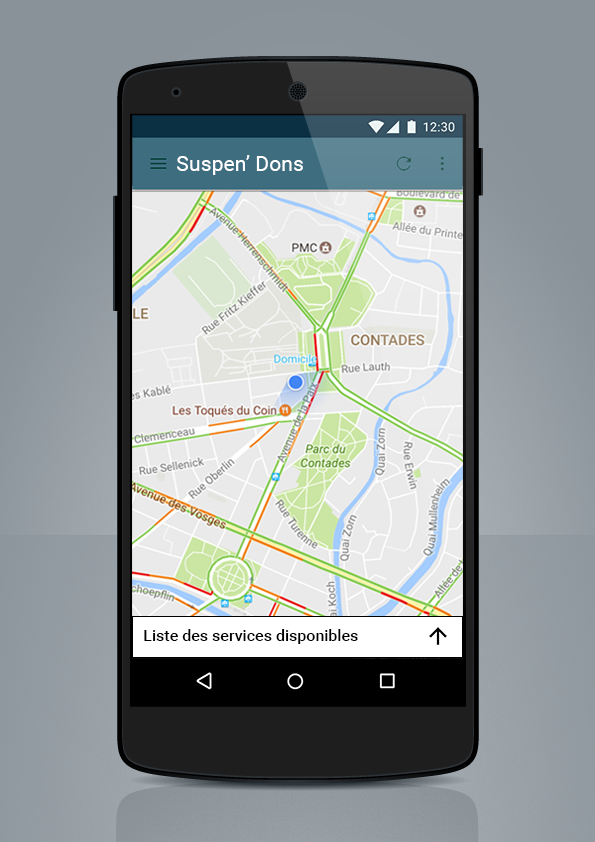 12:30
Suspen’ Dons
Boulevard de
Allée du Printe
Avenue Herrenschmidt
PMC
LE
Rue Fritz Kieffer
CONTADES
Domicile
Rue Lauth
es Kablé
Les Toqués du Coin
Avenue de la Paix
Clemenceau
Parc du
Contades
Quai Zorn
Rue Erwin
Rue Sellenick
Rue Oberlin
Avenue des Vosges
Rue Turenne
Quai Zorn
Quai Mullenheim
choepflin
ai Koch
Allée de
Liste des services disponibles